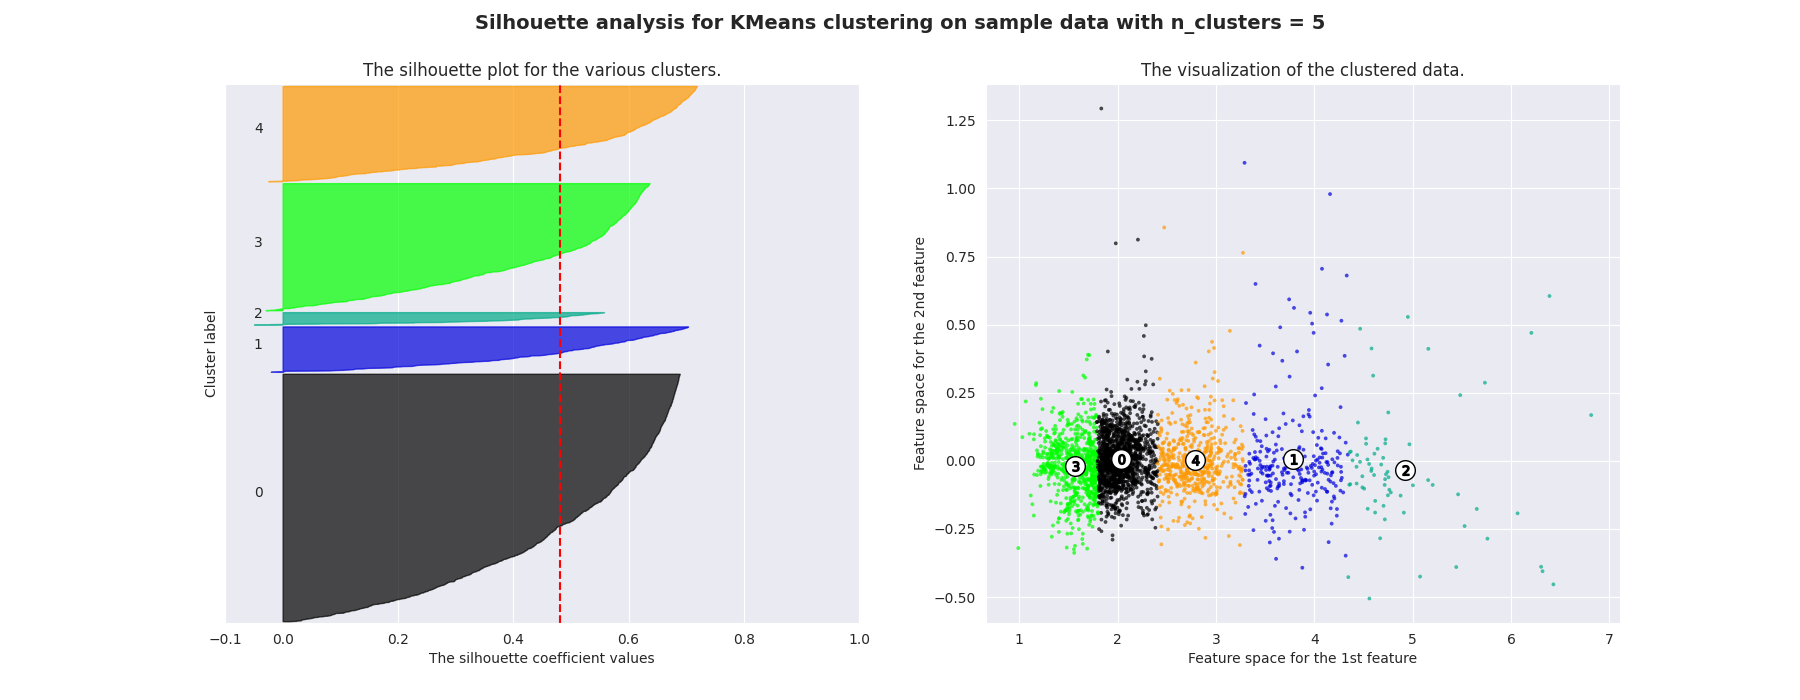 Silhouette analysis for KMeans clustering on sample data with n_clusters = 5
The silhouette plot for the various clusters.
4
3
2
1
0
Cluster label
−0.1 0.0 0.2 0.4 0.6 0.8 1.0
The silhouette coefficient values
The visualization of the clustered data.
1.25
1.00
0.75
0.50
0.25
0.00
−0.25
−0.50
Feature space for the 2nd feature
3 0 4 1 2
1 2 3 4 5 6 7
Feature space for the 1st feature